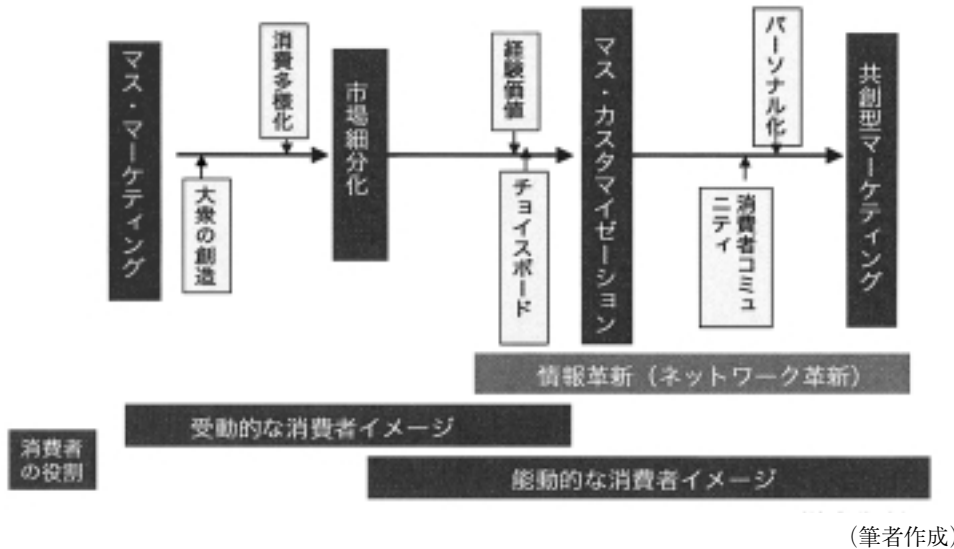 マス・マーケティング
大衆の創造
消費多様化
市場細分化
経験価値
チョイスボード
マス・カスタマイゼーション
消費者コミュ
ニティ
パーソナル化
共創型マーケティング
情報革新（ネットワーク革新）
受動的な消費者イメージ
消費者
の役割
能動的な消費者イメージ
（筆者作成）